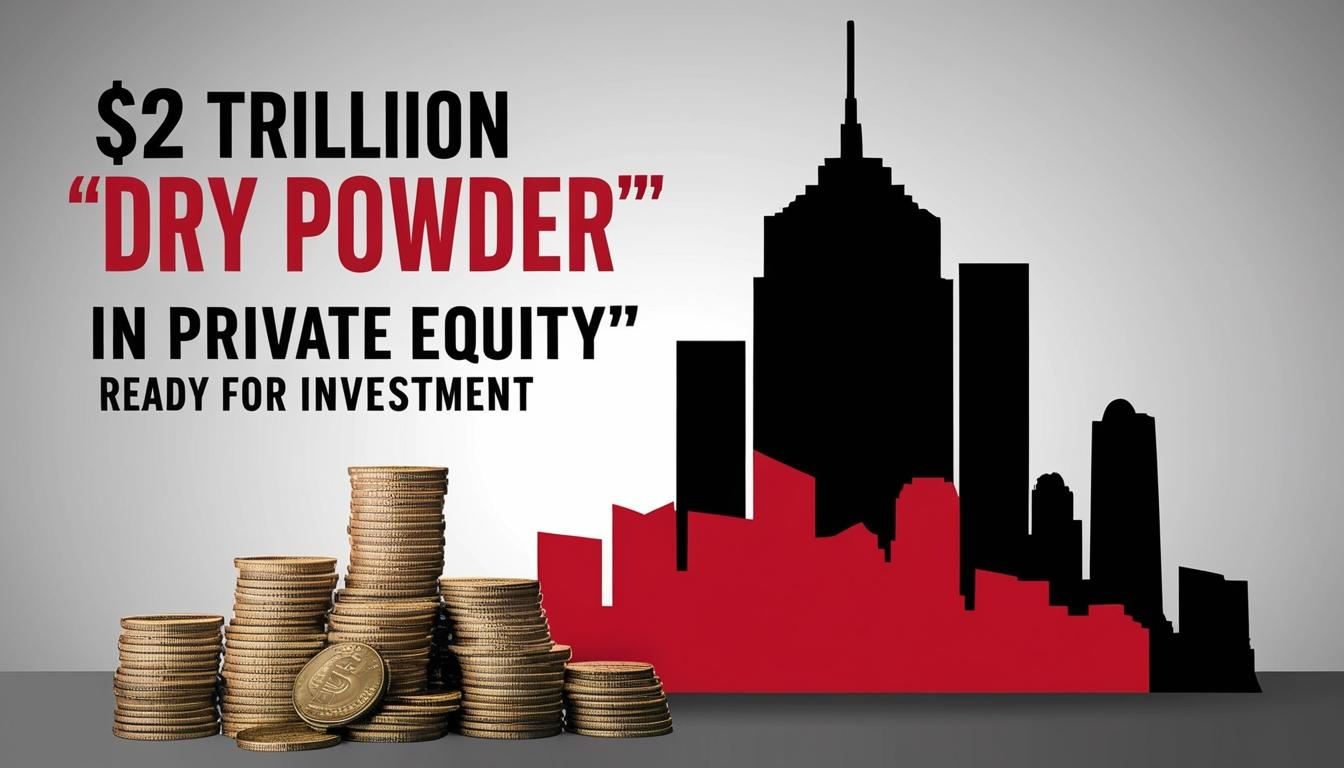 $2 TRILLIION
“DRY POWDER”’
IN PRIVATE EQUITY”
READY FOR INVESTMENT